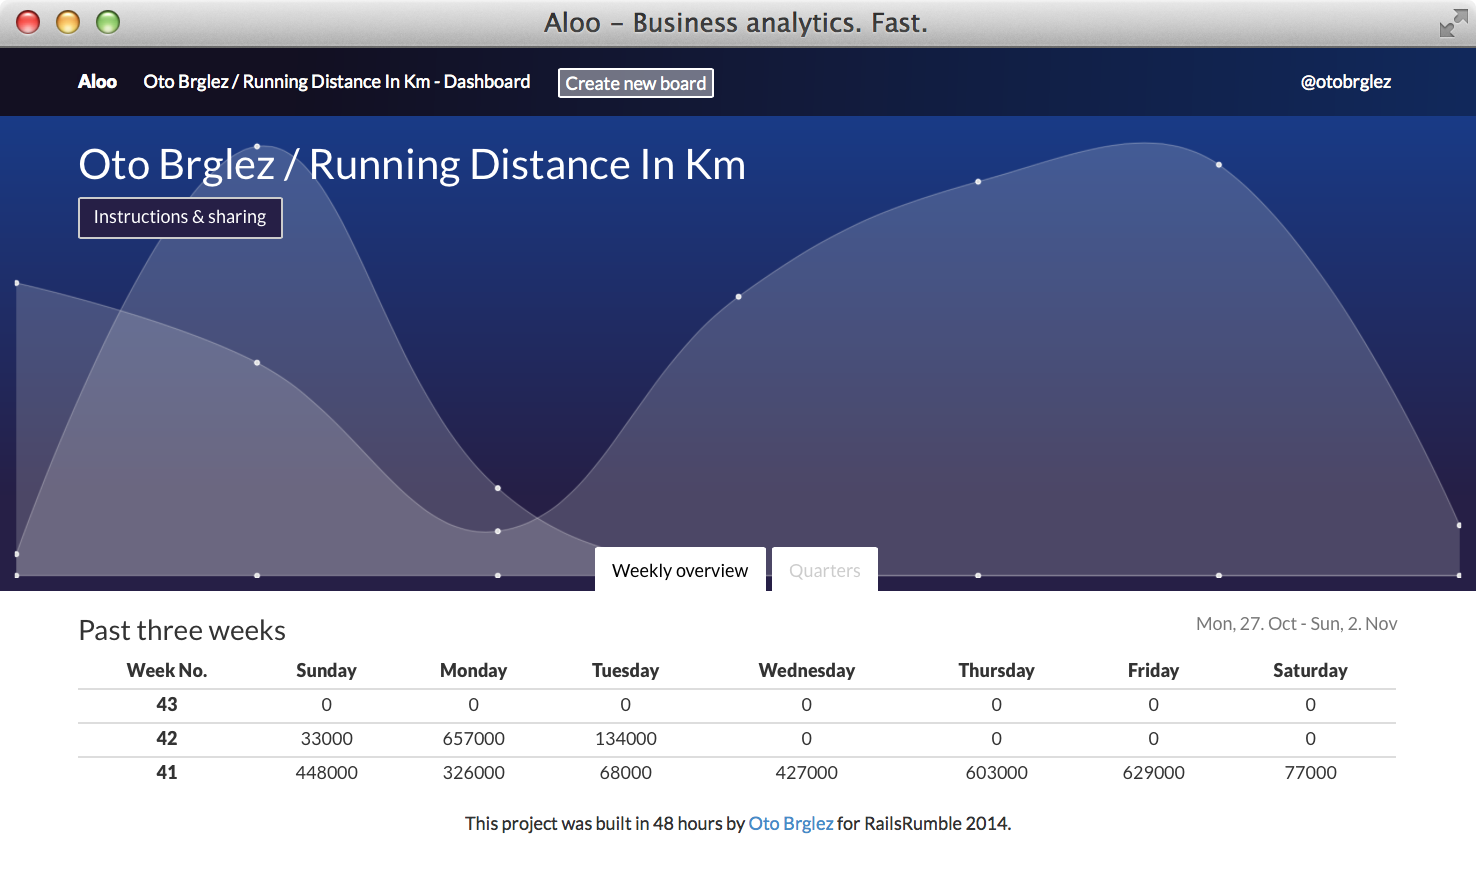 Aloo – Business analytics. Fast.
Aloo Oto Brglez / Running Distance In Km - Dashboard Create new board @otobrglez
Oto Brglez / Running Distance In Km
Instructions & sharing
Weekly overview Quarters
Past three weeks Mon, 27. Oct - Sun, 2. Nov
Week No. Sunday Monday Tuesday Wednesday Thursday Friday Saturday
43 0 0 0 0 0 0 0
42 33000 657000 134000 0 0 0 0
41 448000 326000 68000 427000 603000 629000 77000
This project was built in 48 hours by Oto Brglez for RailsRumble 2014.